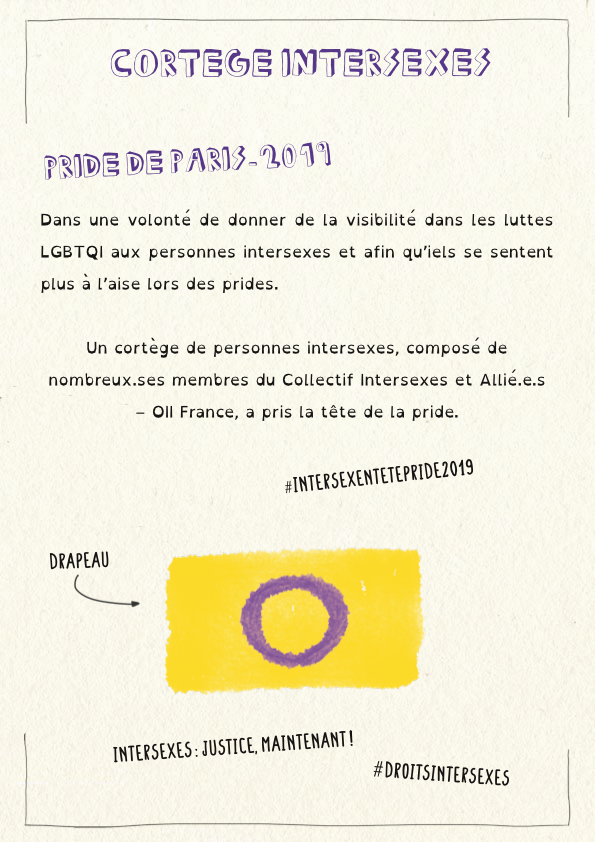 CORTEGE INTERSEXES
PRIDE DE PARIS-2019
Dans une volonté de donner de la visibilité dans les luttes
LGBTQI aux personnes intersexes et afin qu'iels se sentent
plus à l'aise lors des prides.
Un cortège de personnes intersexes, composé de
nombreux.ses membres du Collectif Intersexes et Allié.e.s
– OII France, a pris la tête de la pride.
#INTERSEXENTETEPRIDE2019
DRAPEAU
INTERSEXES : JUSTICE, MAINTENANT !
#DROITSINTERSEXES